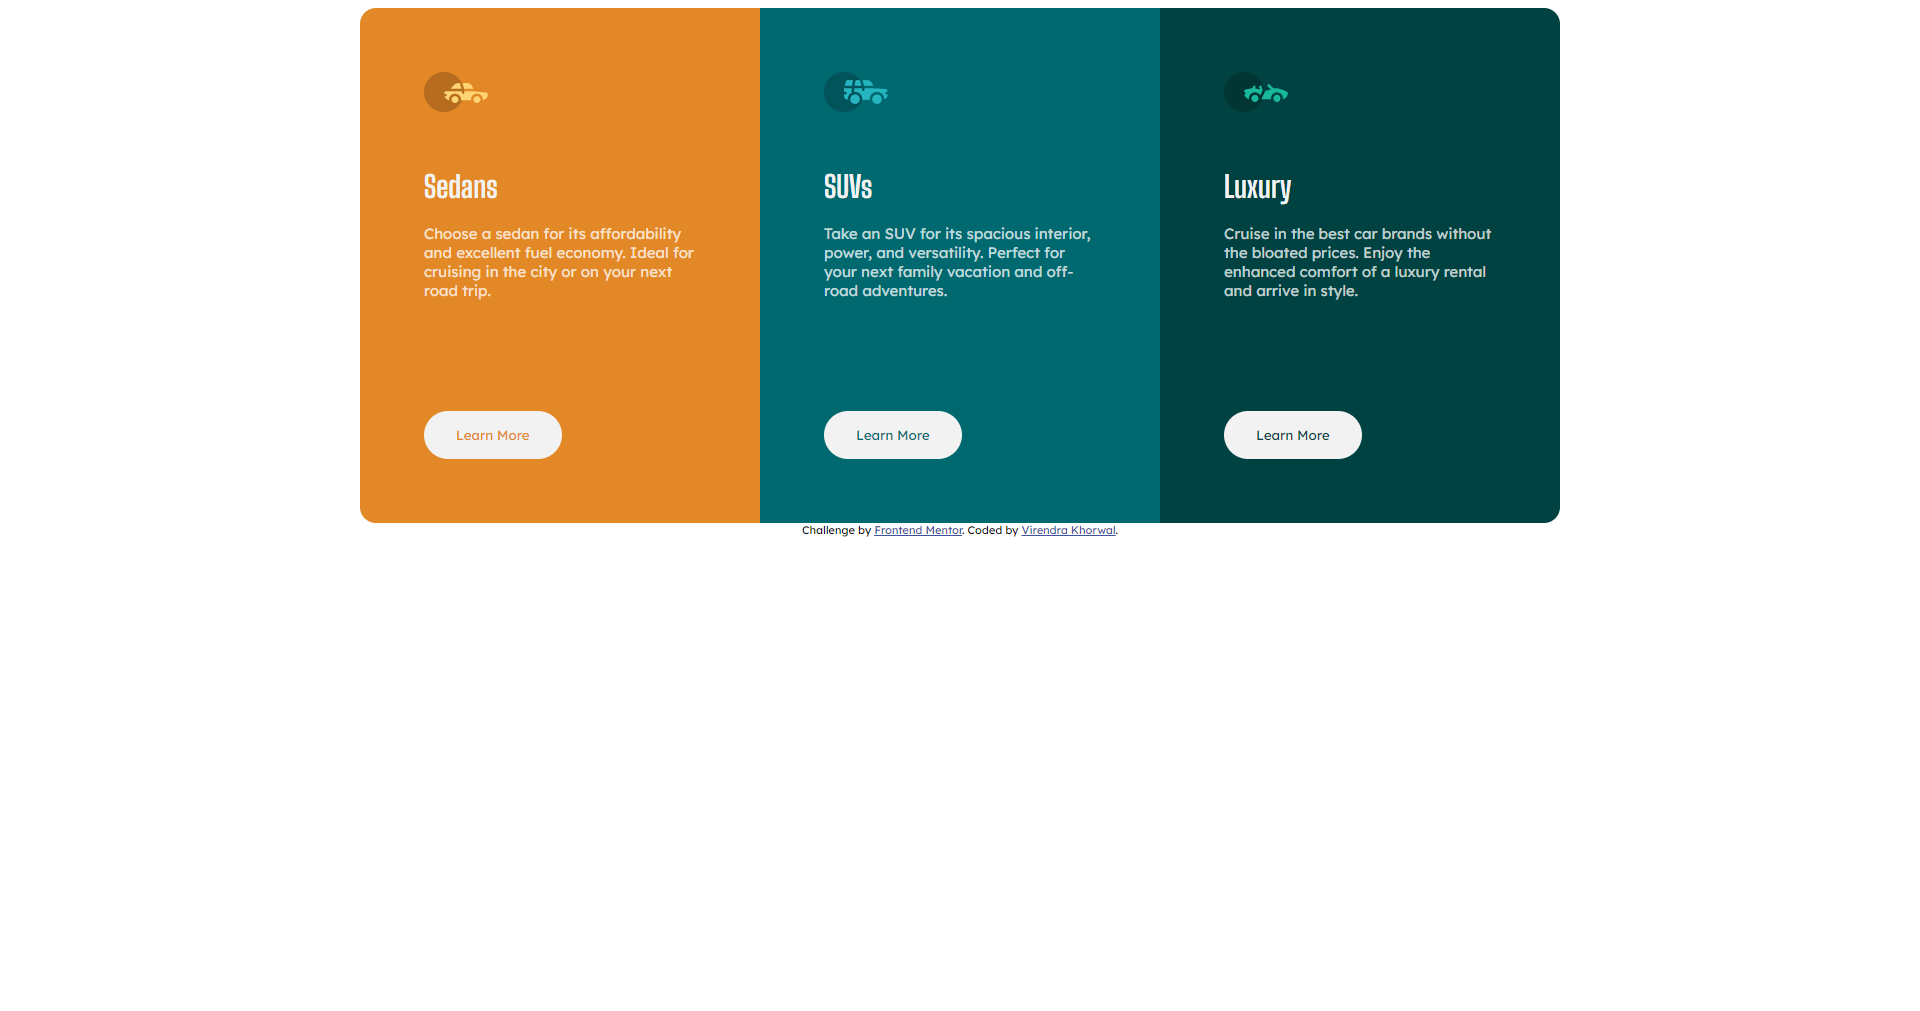 Sedans
Choose a sedan for its affordability
and excellent fuel economy. Ideal for
cruising in the city or on your next
road trip.
Learn More
SUVs
Take an SUV for its spacious interior,
power, and versatility. Perfect for
your next family vacation and off-
road adventures.
Learn More
Luxury
Cruise in the best car brands without
the bloated prices. Enjoy the
enhanced comfort of a luxury rental
and arrive in style.
Learn More
Challenge by Frontend Mentor. Coded by Virendra Khorwal.